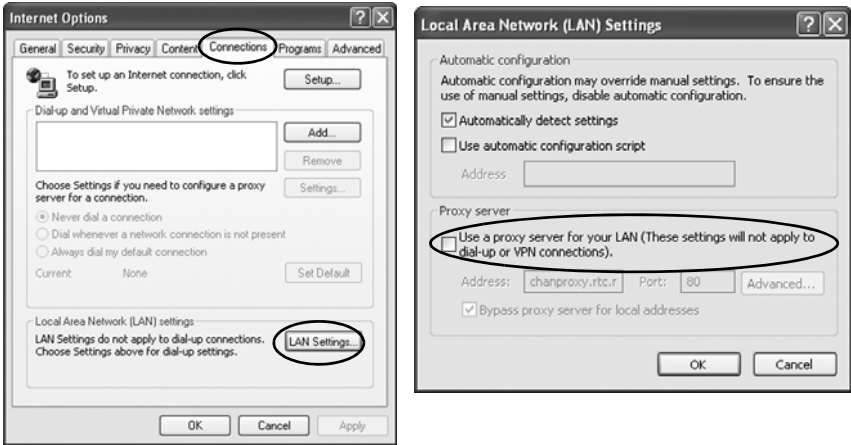 Internet Options
General Security Privacy Content Connections Programs Advanced
To set up an Internet connection, click
Setup.
Setup...
Dial-up and Virtual Private Network settings
Add...
Remove
Choose Settings if you need to configure a proxy
server for a connection.
Settings...
Never dial a connection
Dial whenever a network connection is not present
Always dial my default connection
Current None
Set Default
Local Area Network (LAN) settings
LAN Settings do not apply to dial-up connections.
Choose Settings above for dial-up settings.
LAN Settings...
OK Cancel Apply
Local Area Network (LAN) Settings
Automatic configuration
Automatic configuration may override manual settings. To ensure the
use of manual settings, disable automatic configuration.
Automatically detect settings
Use automatic configuration script
Address
Proxy server
Use a proxy server for your LAN (These settings will not apply to
dial-up or VPN connections).
Address: chanproxy.rtc.r Port: 80 Advanced...
Bypass proxy server for local addresses
OK Cancel